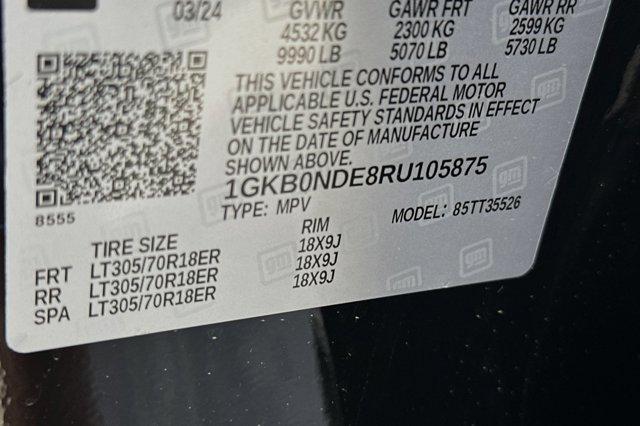 03/24 GVWR GAWR FRT GAWR RR
4532 KG 2300 KG 2599 KG
9990 LB 5070 LB 5730 LB
THIS VEHICLE CONFORMS TO ALL
APPLICABLE U.S. FEDERAL MOTOR
VEHICLE SAFETY STANDARDS IN EFFECT
ON THE DATE OF MANUFACTURE
SHOWN ABOVE.
1GKB0NDE8RU105875
8555
TYPE: MPV MODEL: 85TT35526
TIRE SIZE RIM
FRT LT305/70R18ER 18X9J
RR LT305/70R18ER 18X9J
SPA LT305/70R18ER 18X9J
gm